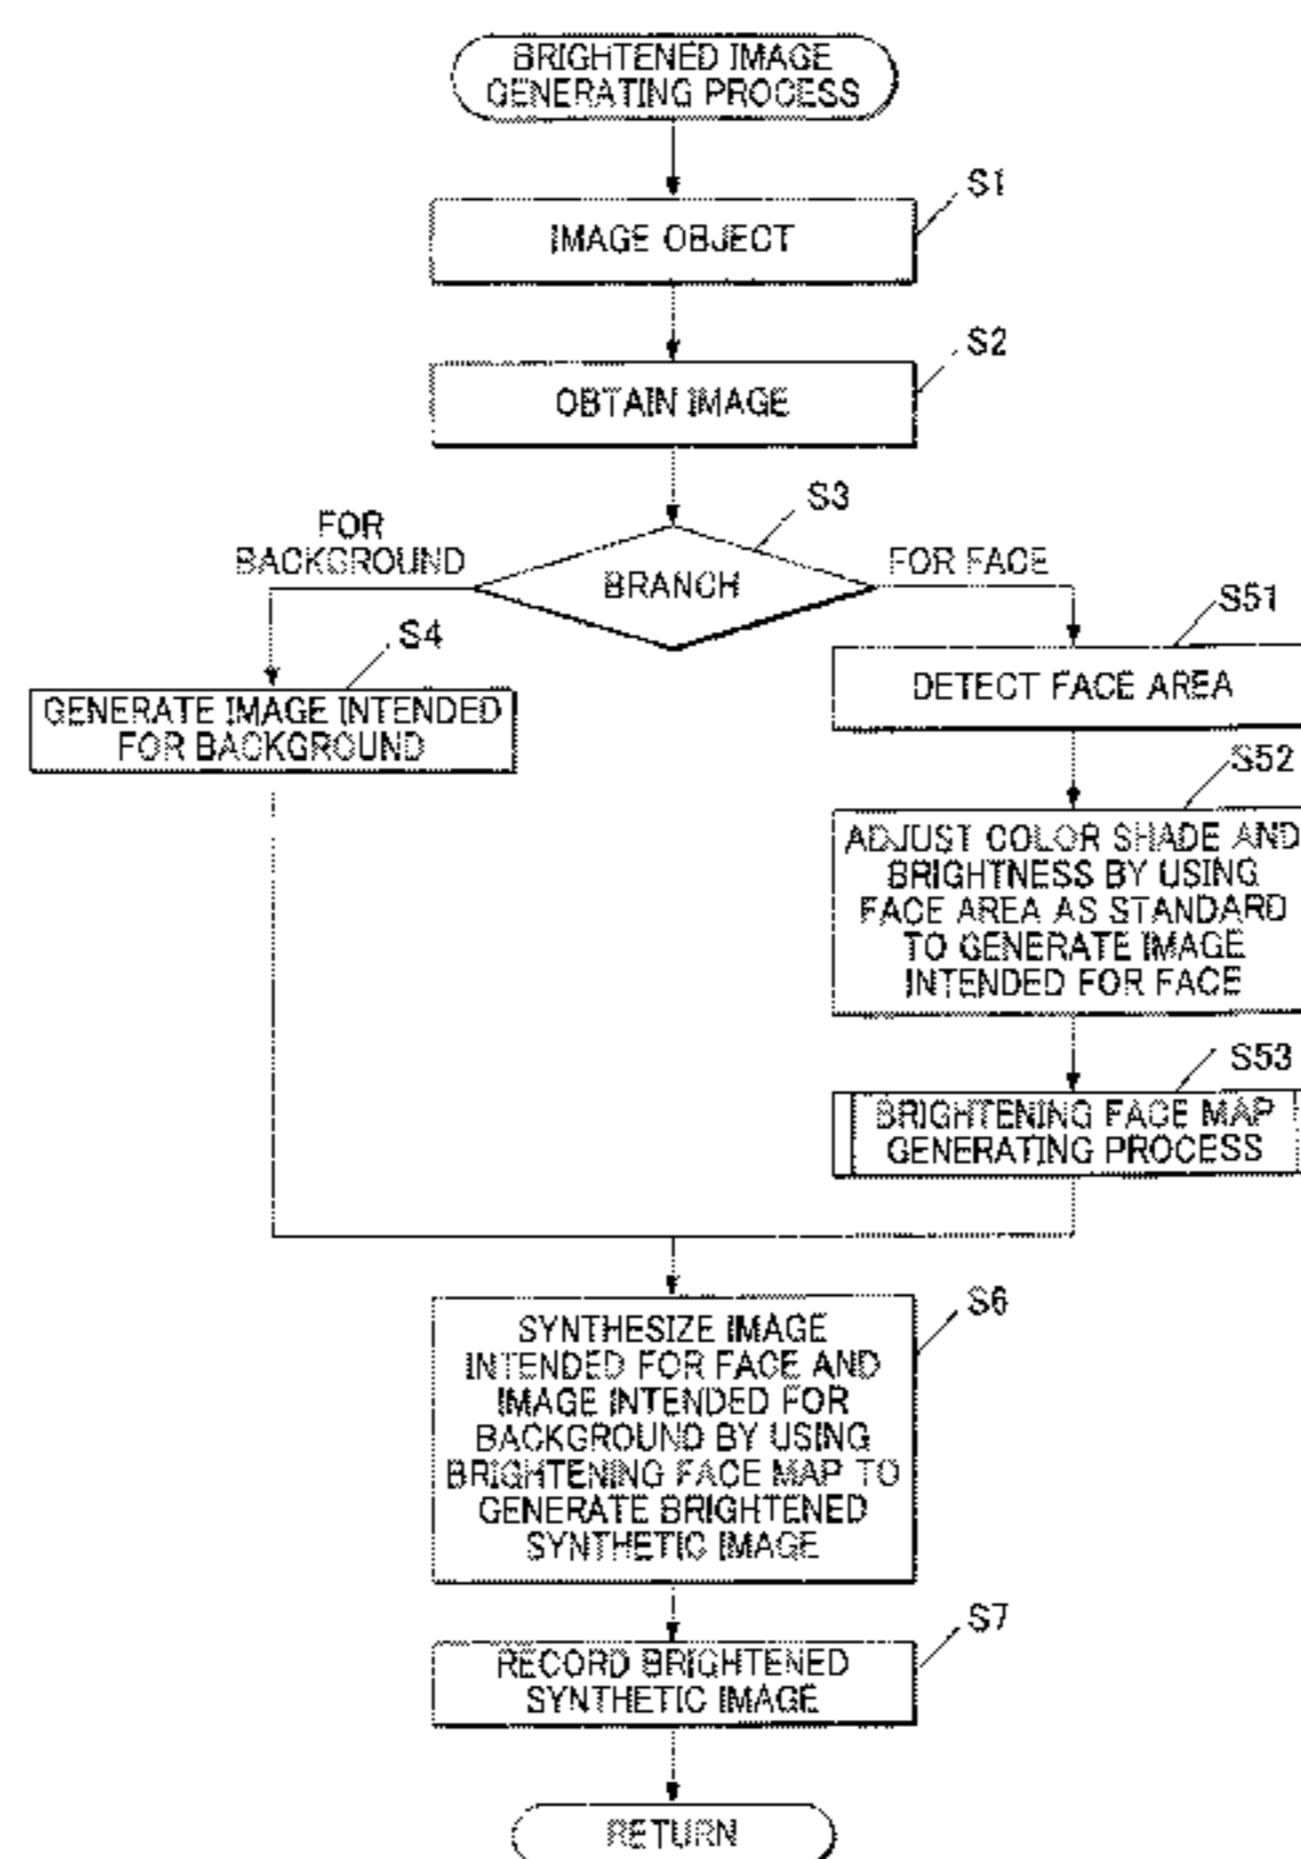 BRIGHTENED IMAGE
GENERATING PROCESS
S1
IMAGE OBJECT
S2
OBTAIN IMAGE
S3
BRANCH
FOR
BACKGROUND
FOR FACE
S4
GENERATE IMAGE INTENDED
FOR BACKGROUND
S51
DETECT FACE AREA
S52
ADJUST COLOR SHADE AND
BRIGHTNESS BY USING
FACE AREA AS STANDARD
TO GENERATE IMAGE
INTENDED FOR FACE
S53
BRIGHTENING FACE MAP
GENERATING PROCESS
S6
SYNTHESIZE IMAGE
INTENDED FOR FACE AND
IMAGE INTENDED FOR
BACKGROUND BY USING
BRIGHTENING FACE MAP TO
GENERATE BRIGHTENED
SYNTHETIC IMAGE
S7
RECORD BRIGHTENED
SYNTHETIC IMAGE
RETURN